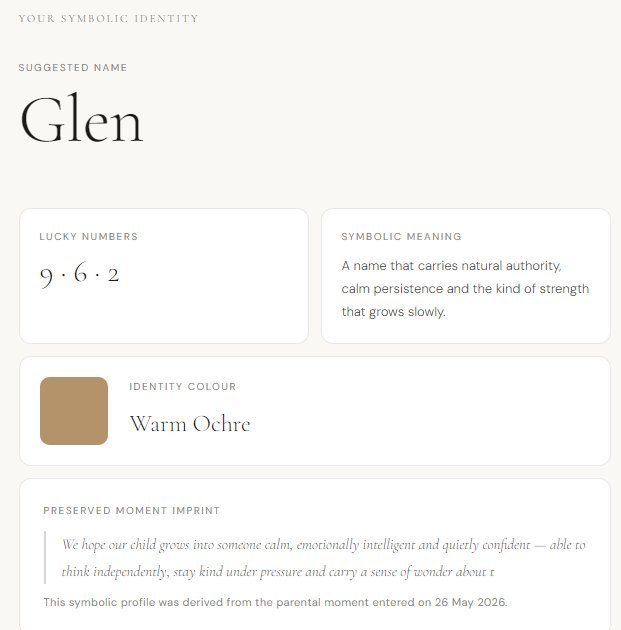 YOUR SYMBOLIC IDENTITY
SUGGESTED NAME
Glen
LUCKY NUMBERS
9 · 6 · 2
SYMBOLIC MEANING
A name that carries natural authority,
calm persistence and the kind of strength
that grows slowly.
IDENTITY COLOUR
Warm Ochre
PRESERVED MOMENT IMPRINT
We hope our child grows into someone calm, emotionally intelligent and quietly confident — able to
think independently, stay kind under pressure and carry a sense of wonder about t
This symbolic profile was derived from the parental moment entered on 26 May 2026.